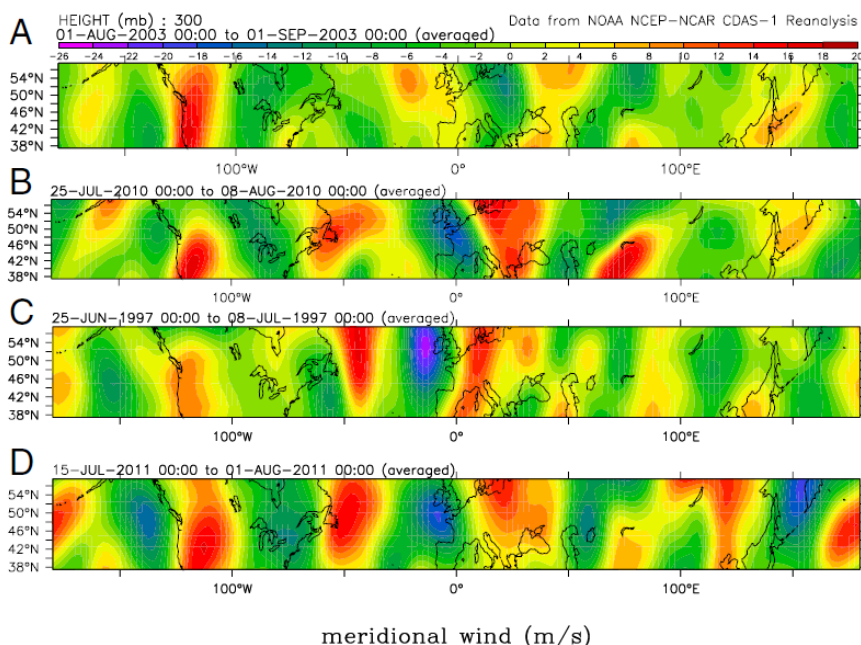 A
HEIGHT (mb) : 300 Data from NOAA NCEP-NCAR CDAS-1 Reanalysis
01-AUG-2003 00:00 to 01-SEP-2003 00:00 (averaged)
-26 -24 -22 -20 -18 -16 -14 -12 -10 -8 -6 -4 -2 0 2 4 6 8 10 12 14 16 18 20
54°N
50°N
46°N
42°N
38°N
100°W 0° 100°E
B
25-JUL-2010 00:00 to 08-AUG-2010 00:00 (averaged)
54°N
50°N
46°N
42°N
38°N
100°W 0° 100°E
C
25-JUN-1997 00:00 to 08-JUL-1997 00:00 (averaged)
54°N
50°N
46°N
42°N
38°N
100°W 0° 100°E
D
15-JUL-2011 00:00 to 01-AUG-2011 00:00 (averaged)
54°N
50°N
46°N
42°N
38°N
100°W 0° 100°E
meridional wind (m/s)